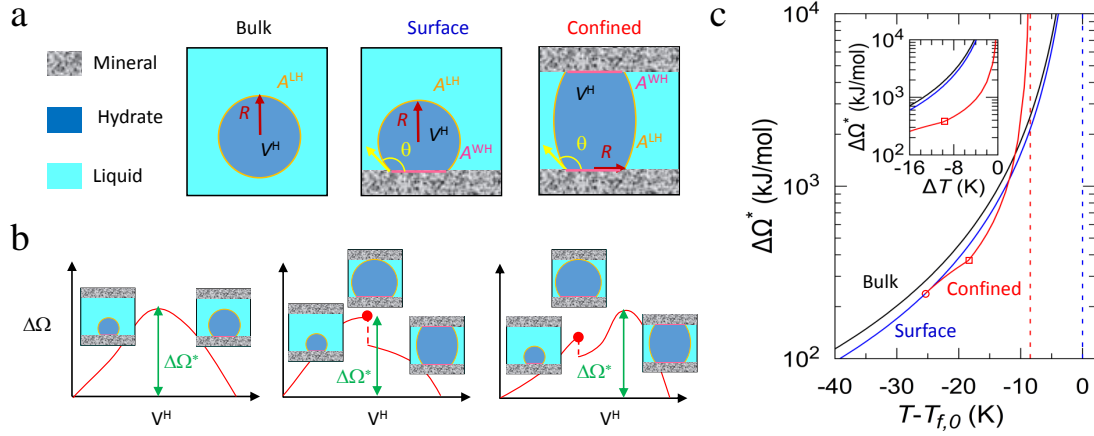 a
Mineral
Hydrate
Liquid
Bulk
Surface
Confined
A^LH
R
V^H
A^LH
R
V^H
θ
A^WH
V^H
A^WH
A^LH
θ
R
b
ΔΩ
ΔΩ*
V^H
ΔΩ*
V^H
ΔΩ*
V^H
c
ΔΩ* (kJ/mol)
10^4
10^3
10^2
-40
-30
-20
-10
0
T-T_f,0 (K)
Bulk
Surface
Confined
ΔΩ* (kJ/mol)
10^4
10^3
10^2
-16
-8
0
ΔT (K)